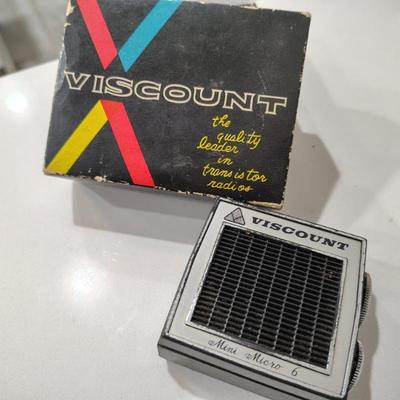 VISCOUNT
the
quality
leader
in
transistor
radios
VISCOUNT
Mini Micro 6